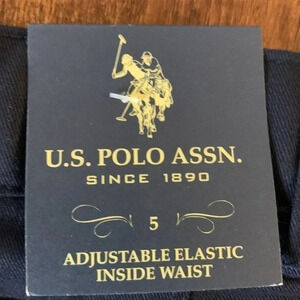 U.S. POLO ASSN.
SINCE 1890
5
ADJUSTABLE ELASTIC
INSIDE WAIST